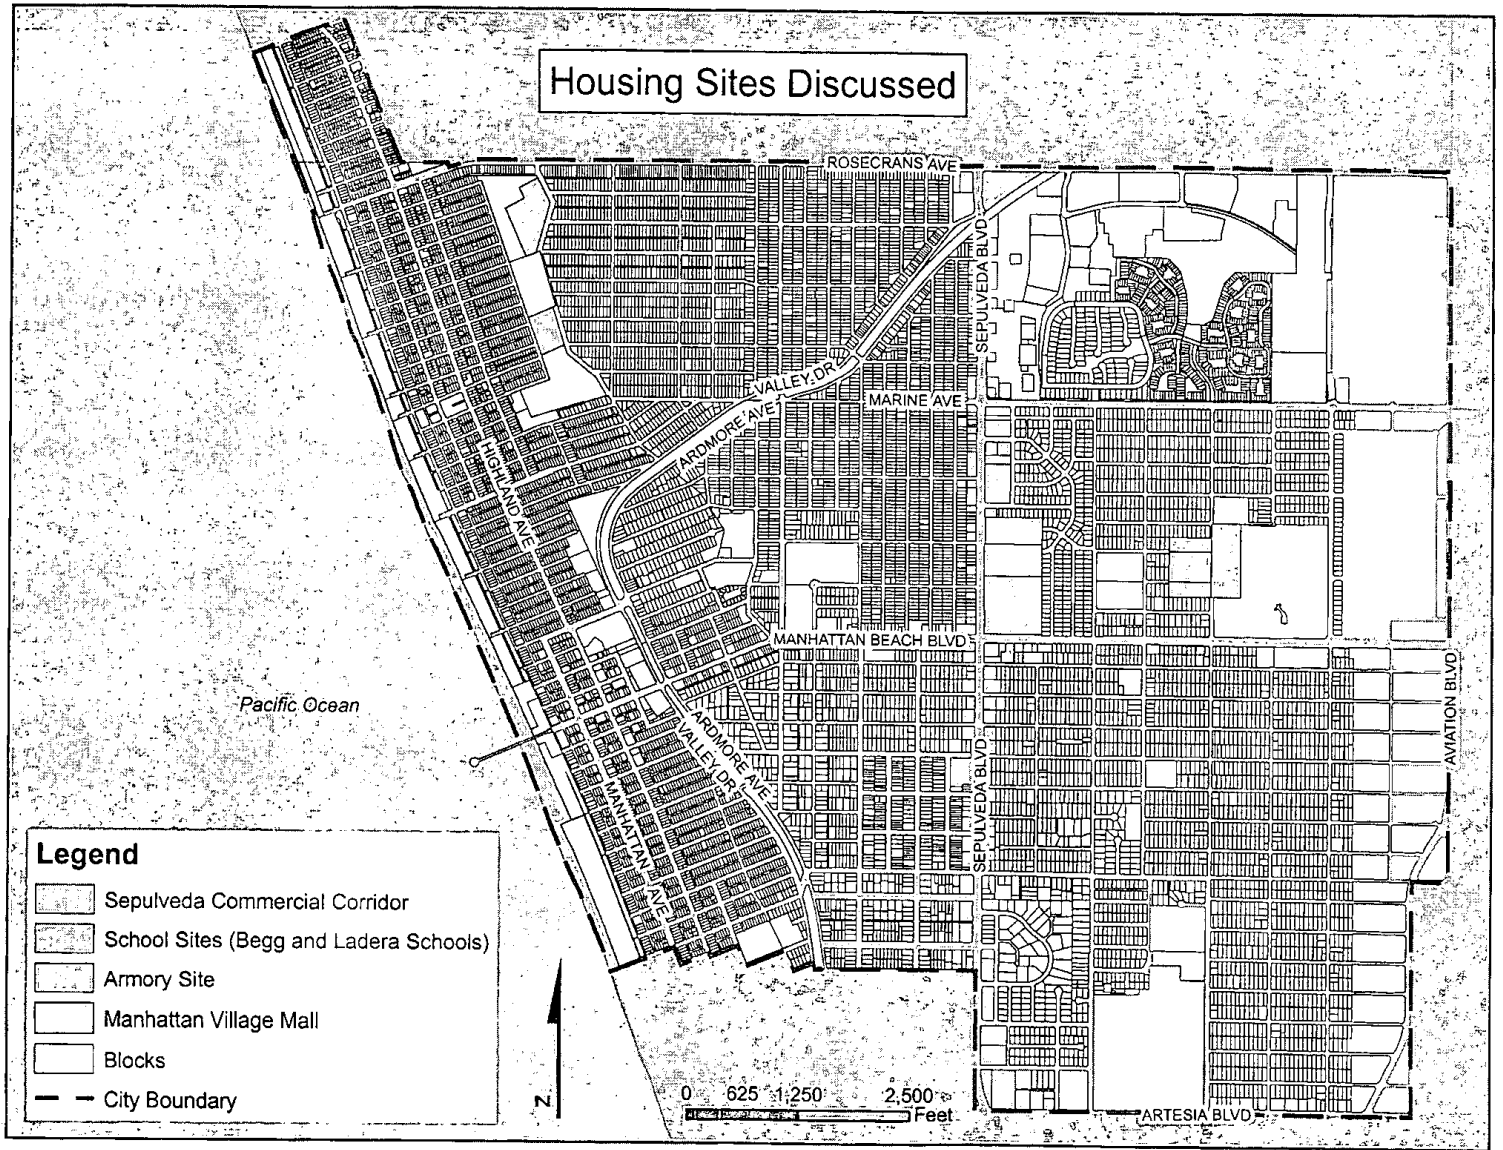 Housing Sites Discussed
ROSECRANS AVE
SEPULVEDA BLVD
VALLEY DR
MARINE AVE
ARDMORE AVE
HIGHLAND AVE
MANHATTAN BEACH BLVD
AVIATION BLVD
Pacific Ocean
ARDMORE AVE
VALLEY DR
SEPULVEDA BLVD
MANHATTAN AVE
Legend
Sepulveda Commercial Corridor
School Sites (Begg and Ladera Schools)
Armory Site
Manhattan Village Mall
Blocks
City Boundary
N
0 625 1,250 2,500
Feet
ARTESIA BLVD